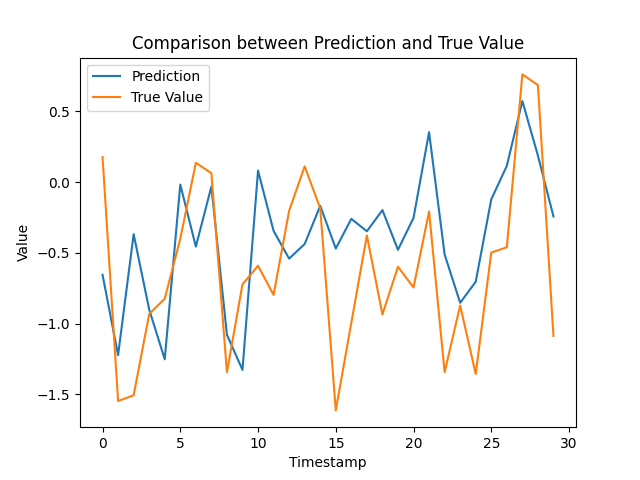 Comparison between Prediction and True Value
Prediction
True Value
0.5
0.0
−0.5
−1.0
−1.5
Value
0 5 10 15 20 25 30
Timestamp